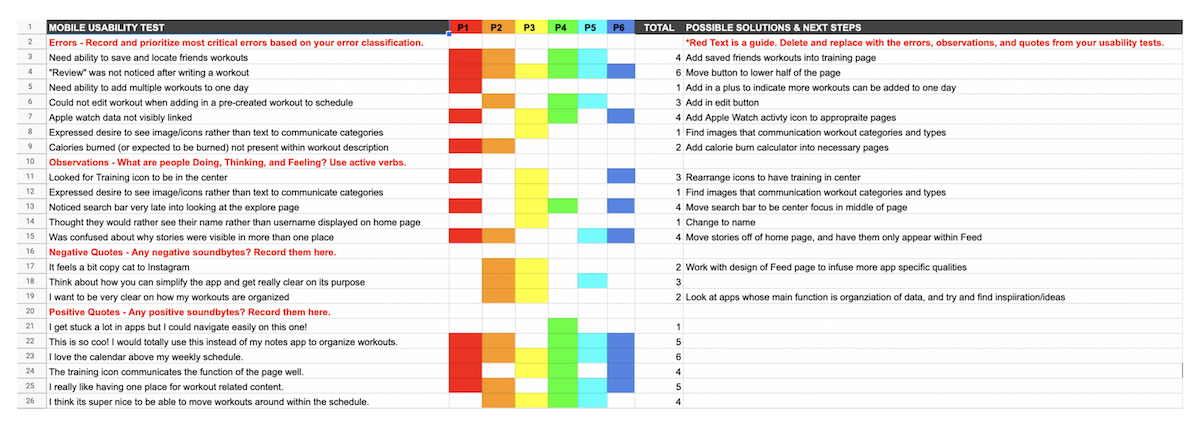 1 MOBILE USABILITY TEST P1 P2 P3 P4 P5 P6 TOTAL POSSIBLE SOLUTIONS & NEXT STEPS
2 Errors - Record and prioritize most critical errors based on your error classification. *Red Text is a guide. Delete and replace with the errors, observations, and quotes from your usability tests.
3 Need ability to save and locate friends workouts 4 Add saved friends workouts into training page
4 "Review" was not noticed after writing a workout 6 Move button to lower half of the page
5 Need ability to add multiple workouts to one day 1 Add in a plus to indicate more workouts can be added to one day
6 Could not edit workout when adding in a pre-created workout to schedule 3 Add in edit button
7 Apple watch data not visibly linked 4 Add Apple Watch activty icon to appropraite pages
8 Expressed desire to see image/icons rather than text to communicate categories 1 Find images that communication workout categories and types
9 Calories burned (or expected to be burned) not present within workout description 2 Add calorie burn calculator into necessary pages
10 Observations - What are people Doing, Thinking, and Feeling? Use active verbs.
11 Looked for Training icon to be in the center 3 Rearrange icons to have training in center
12 Expressed desire to see image/icons rather than text to communicate categories 1 Find images that communication workout categories and types
13 Noticed search bar very late into looking at the explore page 4 Move search bar to be center focus in middle of page
14 Thought they would rather see their name rather than username displayed on home page 1 Change to name
15 Was confused about why stories were visible in more than one place 4 Move stories off of home page, and have them only appear within Feed
16 Negative Quotes - Any negative soundbytes? Record them here.
17 It feels a bit copy cat to Instagram 2 Work with design of Feed page to infuse more app specific qualities
18 Think about how you can simplify the app and get really clear on its purpose 3
19 I want to be very clear on how my workouts are organized 2 Look at apps whose main function is organziation of data, and try and find inspiiration/ideas
20 Positive Quotes - Any positive soundbytes? Record them here.
21 I get stuck a lot in apps but I could navigate easily on this one! 1
22 This is so coo! I would totally use this instead of my notes app to organize workouts. 5
23 I love the calendar above my weekly schedule. 6
24 The training icon communicates the function of the page well. 4
25 I really like having one place for workout related content. 5
26 I think its super nice to be able to move workouts around within the schedule. 4